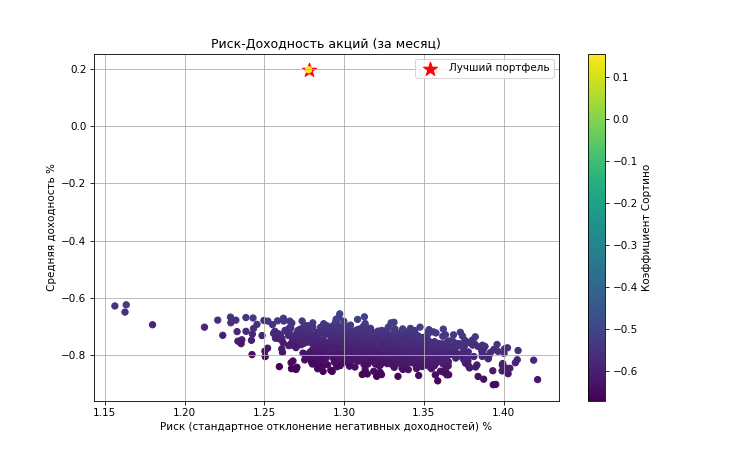 Риск-Доходность акций (за месяц)
Лучший портфель
Средняя доходность %
0.2
0.0
−0.2
−0.4
−0.6
−0.8
1.15 1.20 1.25 1.30 1.35 1.40
Риск (стандартное отклонение негативных доходностей) %
0.1
0.0
−0.1
−0.2
−0.3
−0.4
−0.5
−0.6
Коэффициент Сортино